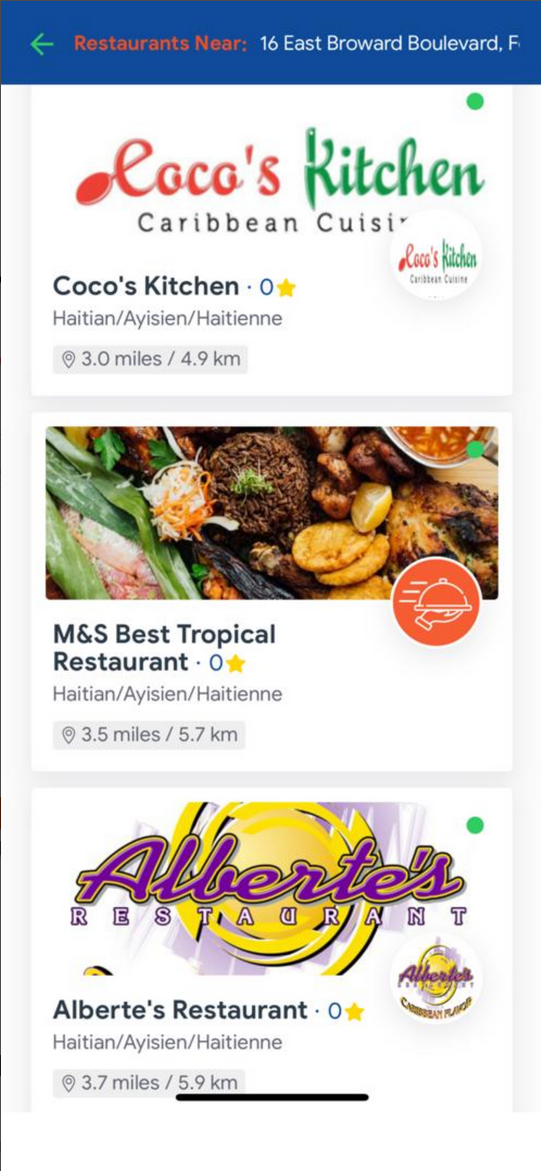 Restaurants Near: 16 East Broward Boulevard, F
Coco's Kitchen
Caribbean Cuisi
Coco's Kitchen
Caribbean Cuisine
Coco's Kitchen · 0
Haitian/Ayisien/Haitienne
3.0 miles / 4.9 km
M&S Best Tropical
Restaurant · 0
Haitian/Ayisien/Haitienne
3.5 miles / 5.7 km
Alberte's
RESTAURANT
Alberte's
RESTAURANT
CARIBBEAN FLAVOR
Alberte's Restaurant · 0
Haitian/Ayisien/Haitienne
3.7 miles / 5.9 km